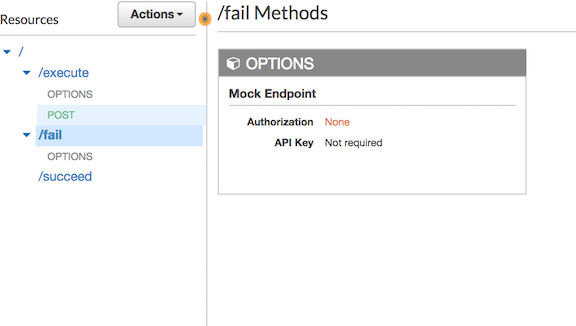 Resources
Actions
/
/execute
OPTIONS
POST
/fail
OPTIONS
/succeed
/fail Methods
OPTIONS
Mock Endpoint
Authorization None
API Key Not required